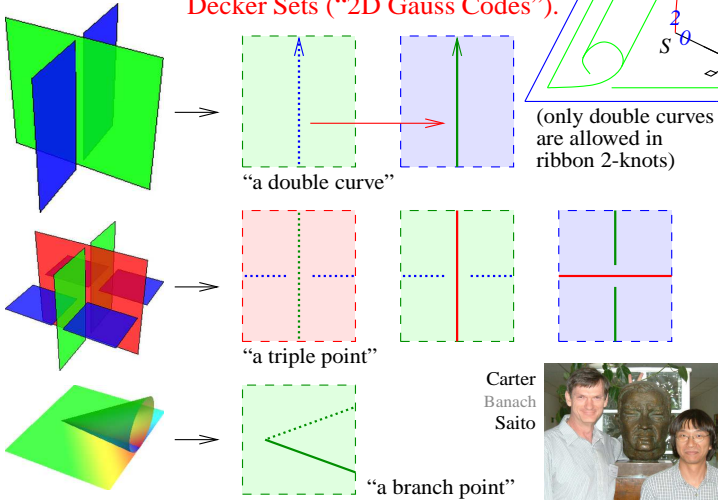 Decker Sets (“2D Gauss Codes”).
2
S 0
(only double curves
are allowed in
ribbon 2-knots)
“a double curve”
“a triple point”
Carter
Banach
Saito
“a branch point”